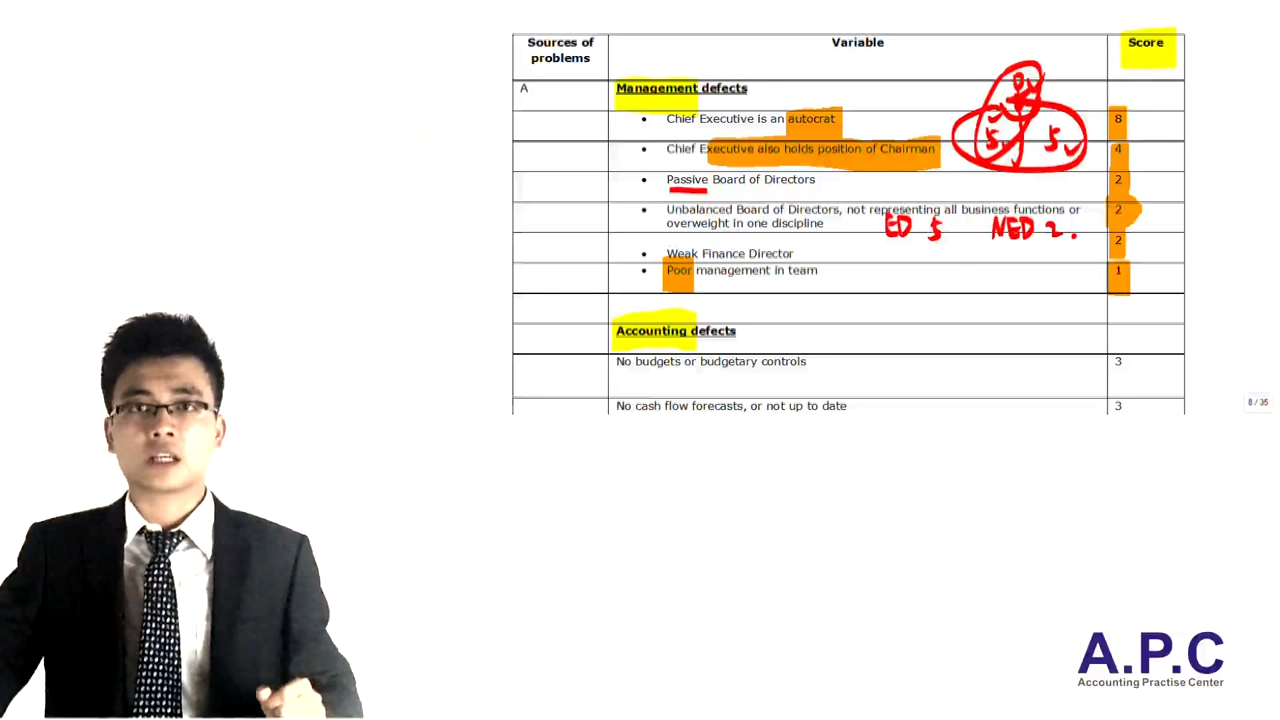 Sources of problems
Variable
Score
A
Management defects
• Chief Executive is an autocrat
8
• Chief Executive also holds position of Chairman
4
5
5
• Passive Board of Directors
2
• Unbalanced Board of Directors, not representing all business functions or
overweight in one discipline
2
ED 5
NED 2.
• Weak Finance Director
2
• Poor management in team
1
Accounting defects
No budgets or budgetary controls
3
No cash flow forecasts, or not up to date
3
8 / 35
A.P.C
Accounting Practise Center